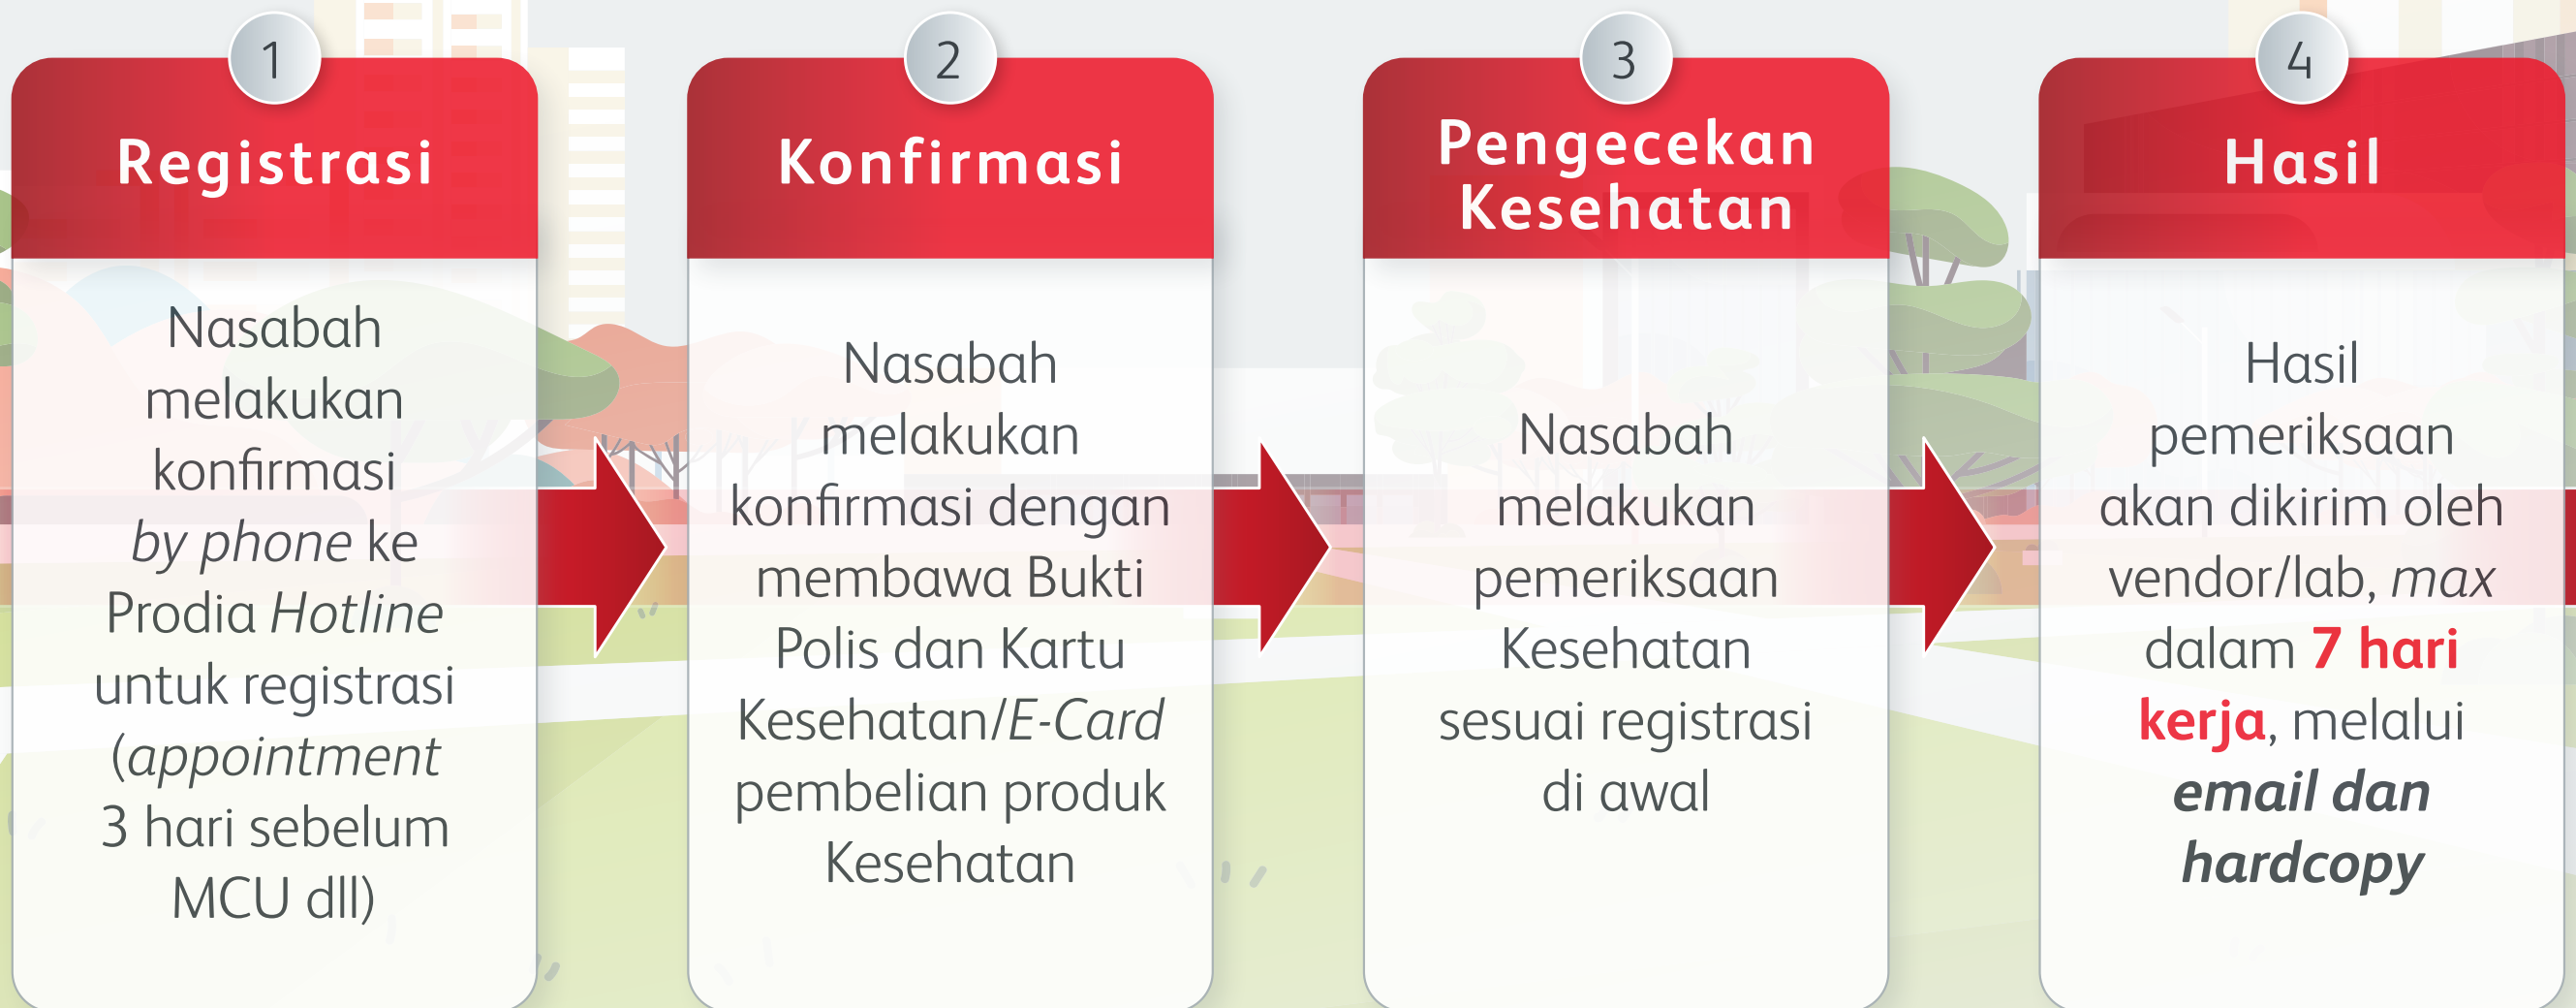 1
Registrasi
Nasabah
melakukan
konfirmasi
by phone ke
Prodia Hotline
untuk registrasi
(appointment
3 hari sebelum
MCU dll)
2
Konfirmasi
Nasabah
melakukan
konfirmasi dengan
membawa Bukti
Polis dan Kartu
Kesehatan/E-Card
pembelian produk
Kesehatan
3
Pengecekan
Kesehatan
Nasabah
melakukan
pemeriksaan
Kesehatan
sesuai registrasi
di awal
4
Hasil
Hasil
pemeriksaan
akan dikirim oleh
vendor/lab, max
dalam 7 hari
kerja, melalui
email dan
hardcopy